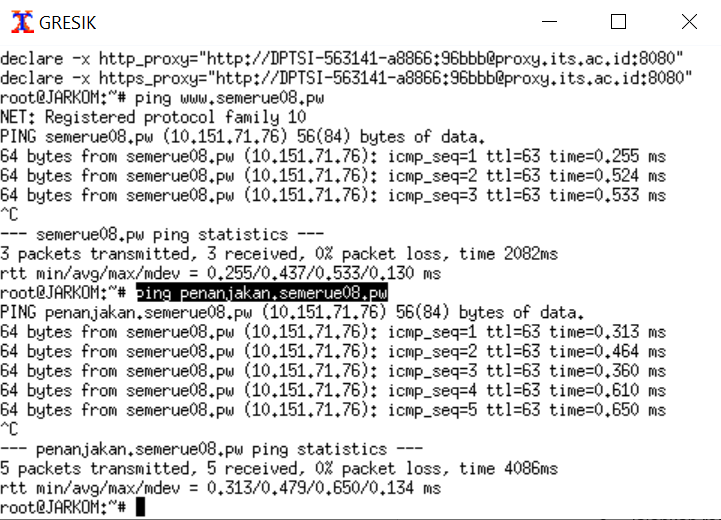 GRESIK
declare -x http_proxy="http://DPTSI-563141-a8866:96bbb@proxy.its.ac.id:8080"
declare -x https_proxy="https://DPTSI-563141-a8866:96bbb@proxy.its.ac.id:8080"
root@JARKOM:~# ping www.semerue08.pw
NET: Registered protocol family 10
PING semerue08.pw (10.151.71.76) 56(84) bytes of data.
64 bytes from semerue08.pw (10.151.71.76): icmp_seq=1 ttl=63 time=0.255 ms
64 bytes from semerue08.pw (10.151.71.76): icmp_seq=2 ttl=63 time=0.524 ms
64 bytes from semerue08.pw (10.151.71.76): icmp_seq=3 ttl=63 time=0.533 ms
^C
--- semerue08.pw ping statistics ---
3 packets transmitted, 3 received, 0% packet loss, time 2082ms
rtt min/avg/max/mdev = 0.255/0.437/0.533/0.130 ms
root@JARKOM:~# ping penanjakan.semerue08.pw
PING penanjakan.semerue08.pw (10.151.71.76) 56(84) bytes of data.
64 bytes from semerue08.pw (10.151.71.76): icmp_seq=1 ttl=63 time=0.313 ms
64 bytes from semerue08.pw (10.151.71.76): icmp_seq=2 ttl=63 time=0.464 ms
64 bytes from semerue08.pw (10.151.71.76): icmp_seq=3 ttl=63 time=0.360 ms
64 bytes from semerue08.pw (10.151.71.76): icmp_seq=4 ttl=63 time=0.610 ms
64 bytes from semerue08.pw (10.151.71.76): icmp_seq=5 ttl=63 time=0.650 ms
^C
--- penanjakan.semerue08.pw ping statistics ---
5 packets transmitted, 5 received, 0% packet loss, time 4086ms
rtt min/avg/max/mdev = 0.313/0.479/0.650/0.134 ms
root@JARKOM:~#